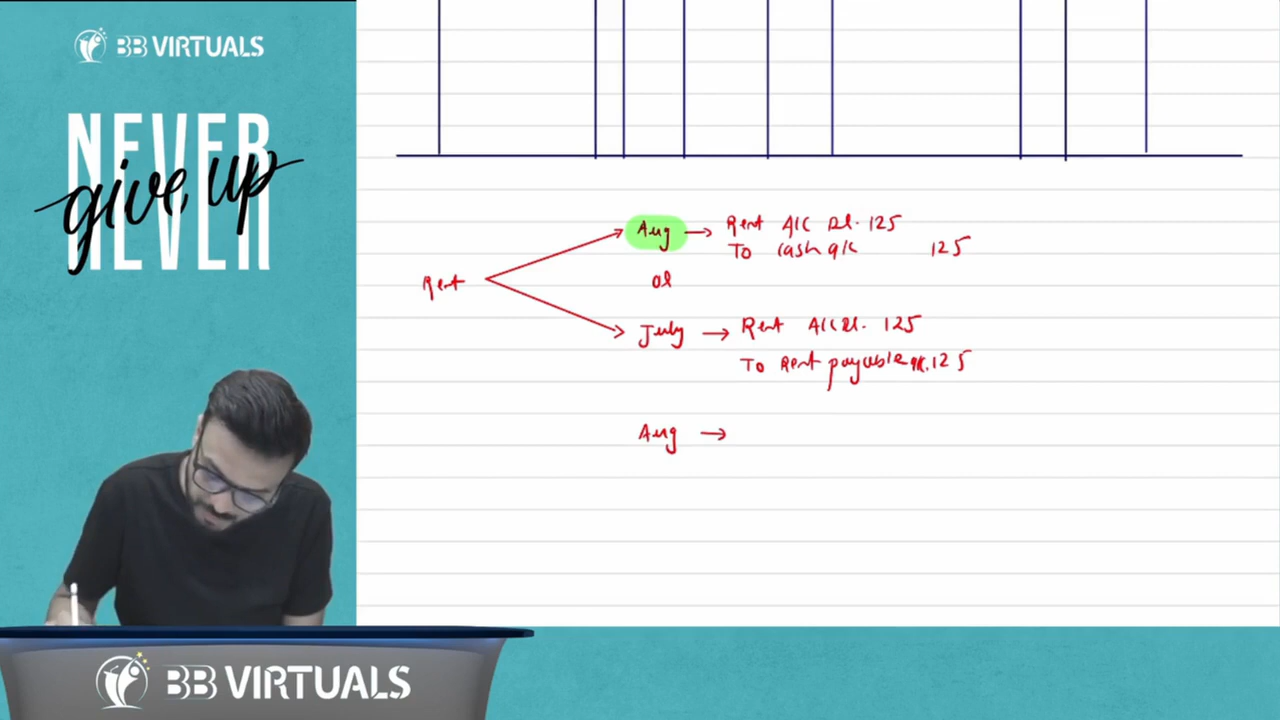 BB VIRTUALS
NEVER
give up
NEVER
Aug → Rent A/c Dr. 125
To cash a/c 125
Rent
or
July → Rent A/c Dr. 125
To Rent payable a/c. 125
Aug →
BB VIRTUALS